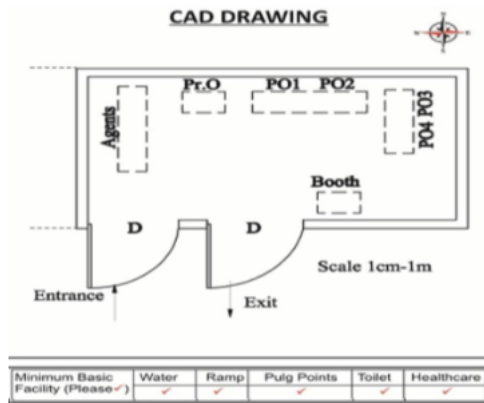 CAD DRAWING
N
Pr.O PO1 PO2
Agents
PO4 PO3
Booth
D D
Scale 1cm-1m
Entrance
Exit
Minimum Basic Facility (Please✓) Water Ramp Pulg Points Toilet Healthcare
✓ ✓ ✓ ✓ ✓